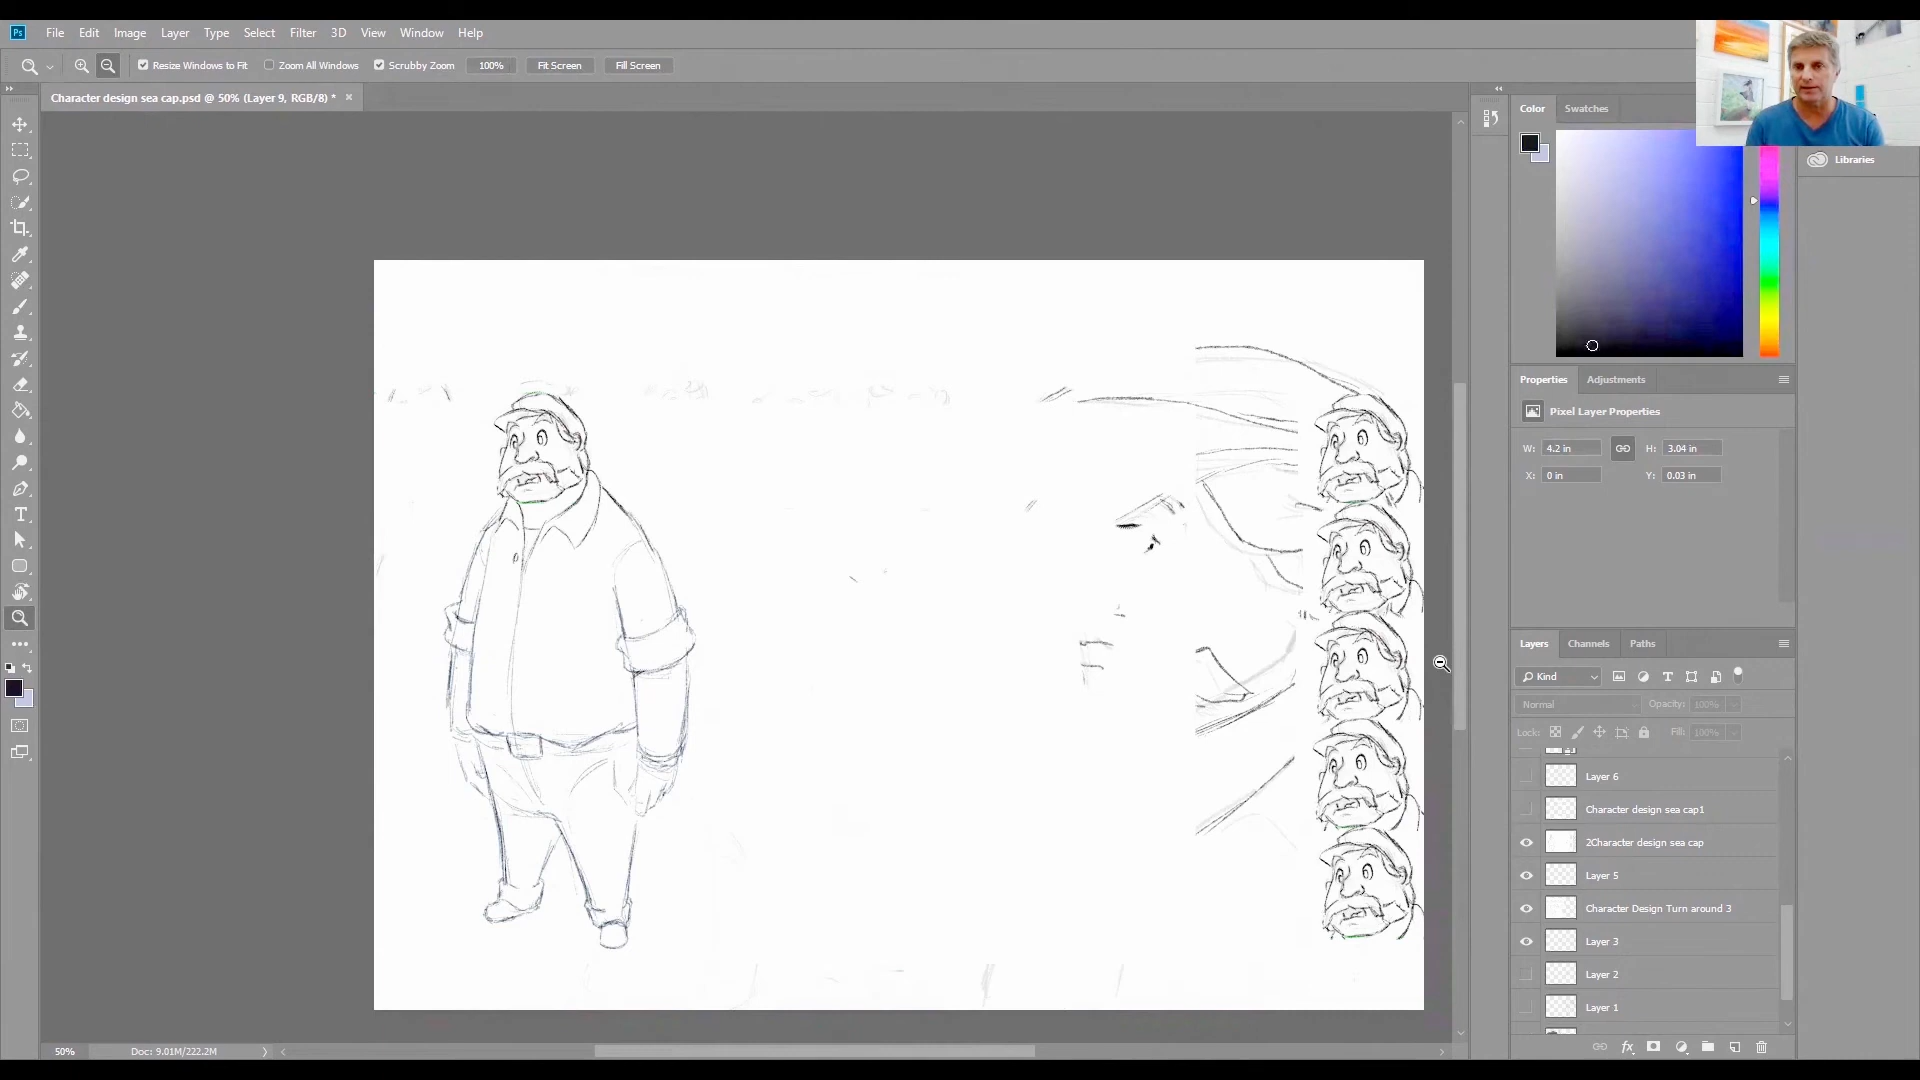 Ps File Edit Image Layer Type Select Filter 3D View Window Help
Resize Windows to Fit Zoom All Windows Scrubby Zoom 100% Fit Screen Fill Screen
Character design sea cap.psd @ 50% (Layer 9, RGB/8) * ×
Color Swatches
Libraries
Properties Adjustments
Pixel Layer Properties
W: 4.2 in H: 3.04 in
X: 0 in Y: 0.03 in
Layers Channels Paths
Kind
Normal Opacity: 100%
Lock: Fill: 100%
Layer 6
Character design sea cap1
2Character design sea cap
Layer 5
Character Design Turn around 3
Layer 3
Layer 2
Layer 1
fx
50% Doc: 9.01M/222.2M